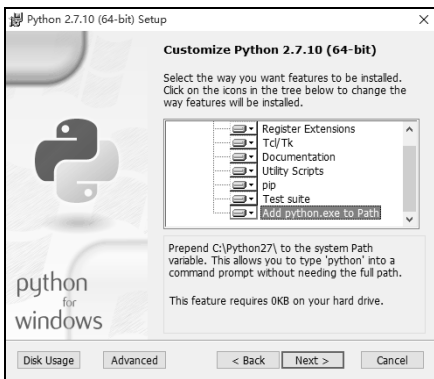 Python 2.7.10 (64-bit) Setup
Customize Python 2.7.10 (64-bit)
Select the way you want features to be installed.
Click on the icons in the tree below to change the
way features will be installed.
Register Extensions
Tcl/Tk
Documentation
Utility Scripts
pip
Test suite
Add python.exe to Path
Prepend C:\Python27\ to the system Path
variable. This allows you to type 'python' into a
command prompt without needing the full path.
This feature requires 0KB on your hard drive.
python
for
windows
Disk Usage Advanced < Back Next > Cancel